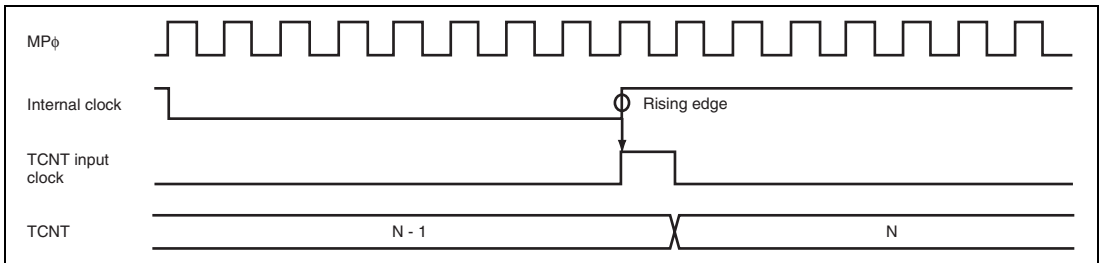 MPφ
Internal clock
Rising edge
TCNT input
clock
TCNT
N - 1
N